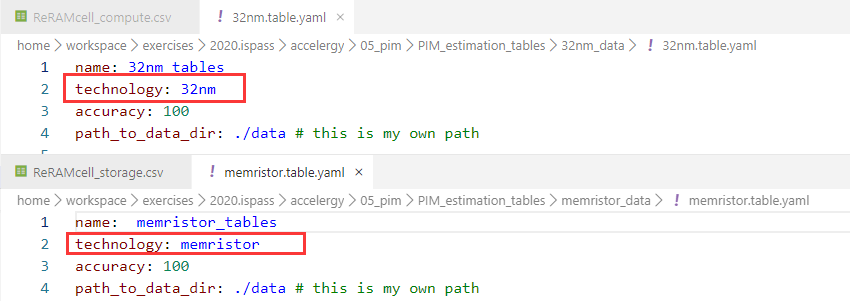 ReRAMcell_compute.csv ! 32nm.table.yaml ×
home > workspace > exercises > 2020.ispass > accelergy > 05_pim > PIM_estimation_tables > 32nm_data > ! 32nm.table.yaml
1 name: 32nm_tables
2 technology: 32nm
3 accuracy: 100
4 path_to_data_dir: ./data # this is my own path
ReRAMcell_storage.csv ! memristor.table.yaml ×
home > workspace > exercises > 2020.ispass > accelergy > 05_pim > PIM_estimation_tables > memristor_data > ! memristor.table.yaml
1 name:  memristor_tables
2 technology: memristor
3 accuracy: 100
4 path_to_data_dir: ./data # this is my own path